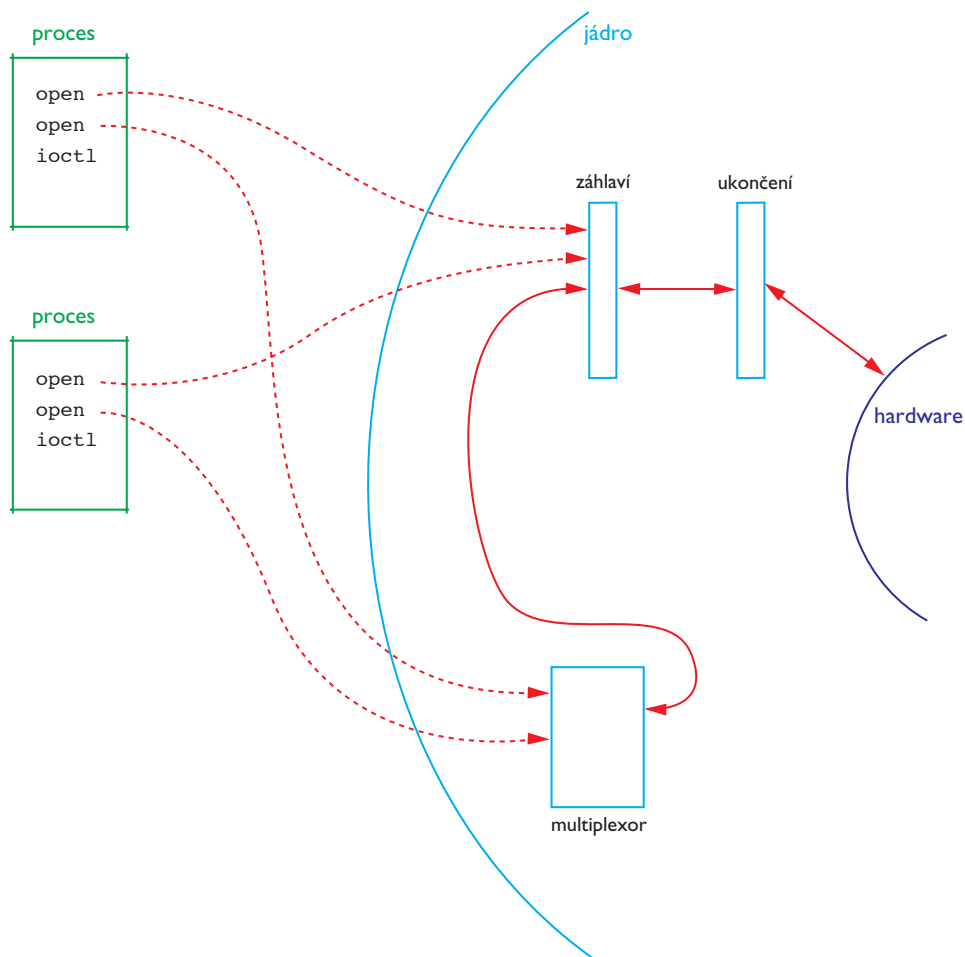 proces
open
open
ioctl
jádro
záhlaví
ukončení
proces
open
open
ioctl
hardware
multiplexor